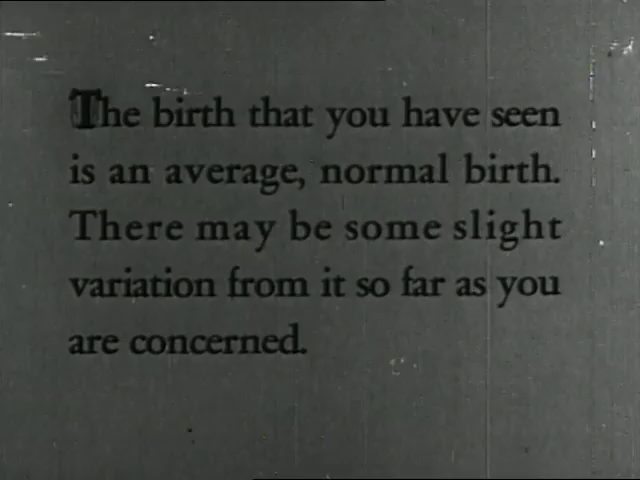 The birth that you have seen
is an average, normal birth.
There may be some slight
variation from it so far as you
are concerned.